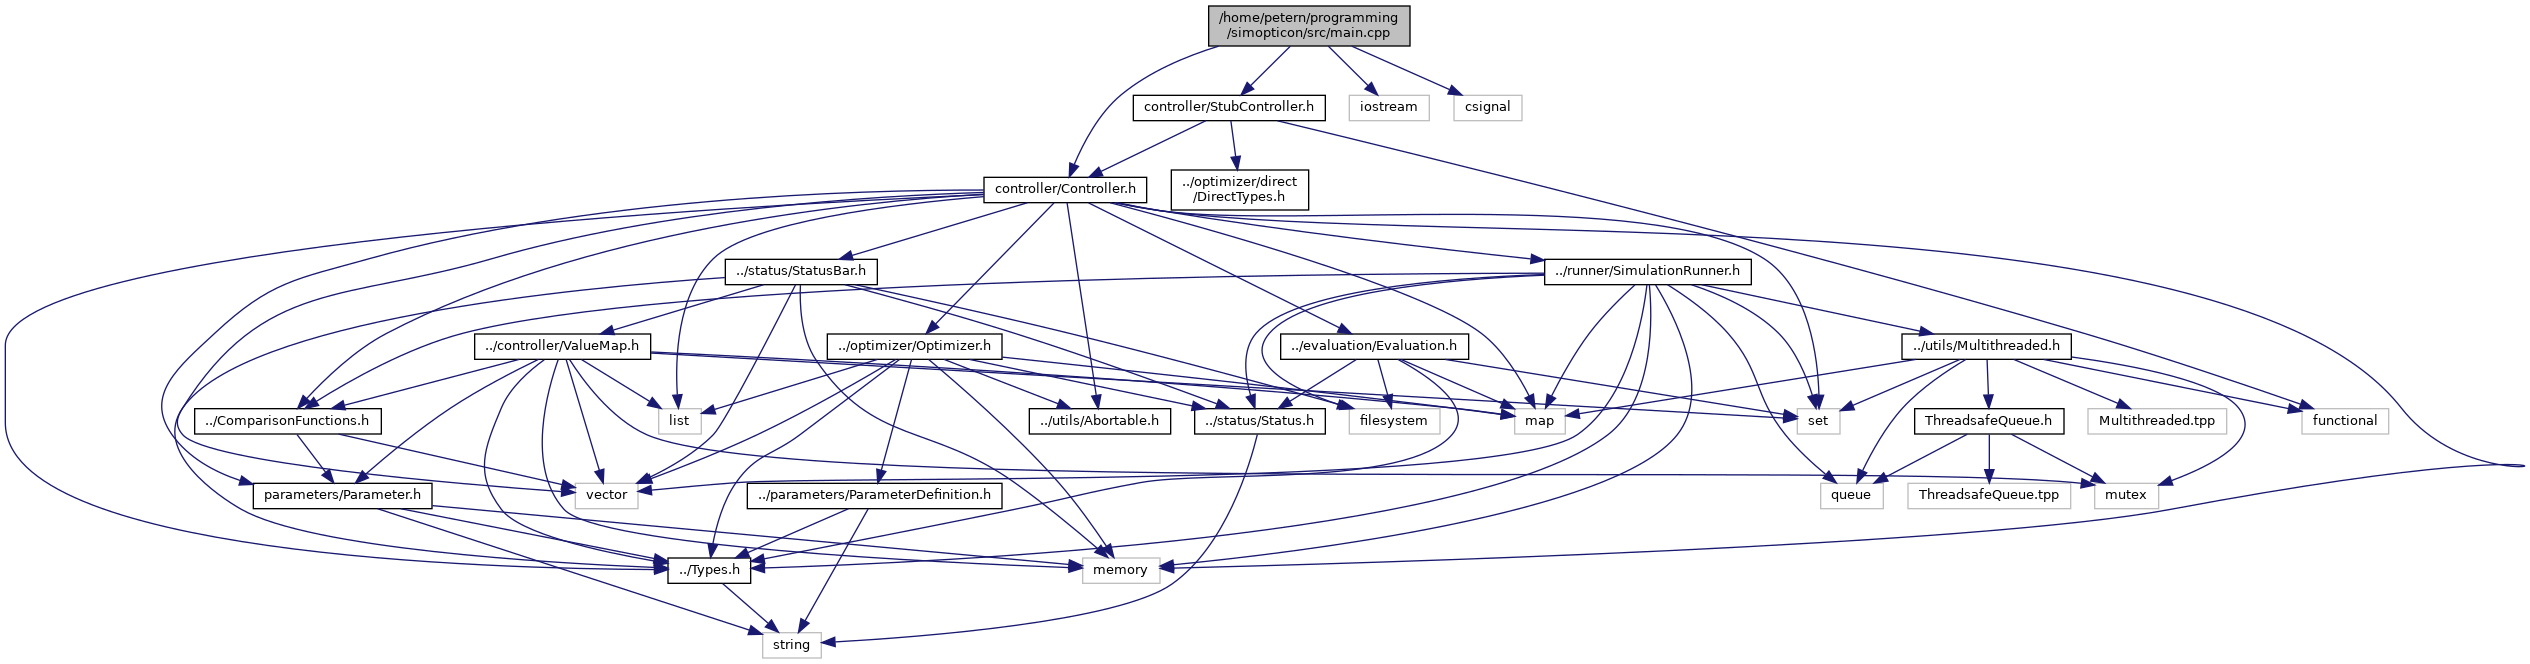 /home/petern/programming
/simopticon/src/main.cpp
controller/StubController.h
iostream
csignal
controller/Controller.h
../optimizer/direct
/DirectTypes.h
../status/StatusBar.h
../runner/SimulationRunner.h
../controller/ValueMap.h
../optimizer/Optimizer.h
../evaluation/Evaluation.h
../utils/Multithreaded.h
../ComparisonFunctions.h
list
../utils/Abortable.h
../status/Status.h
filesystem
map
set
ThreadsafeQueue.h
Multithreaded.tpp
functional
parameters/Parameter.h
vector
../parameters/ParameterDefinition.h
queue
ThreadsafeQueue.tpp
mutex
../Types.h
memory
string